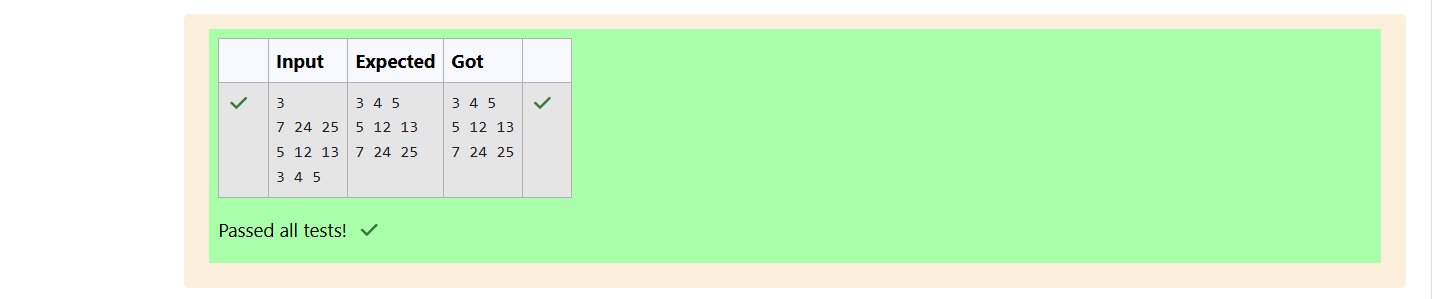 Input Expected Got
3 3 4 5 3 4 5
7 24 25 5 12 13 5 12 13
5 12 13 7 24 25 7 24 25
3 4 5
Passed all tests!